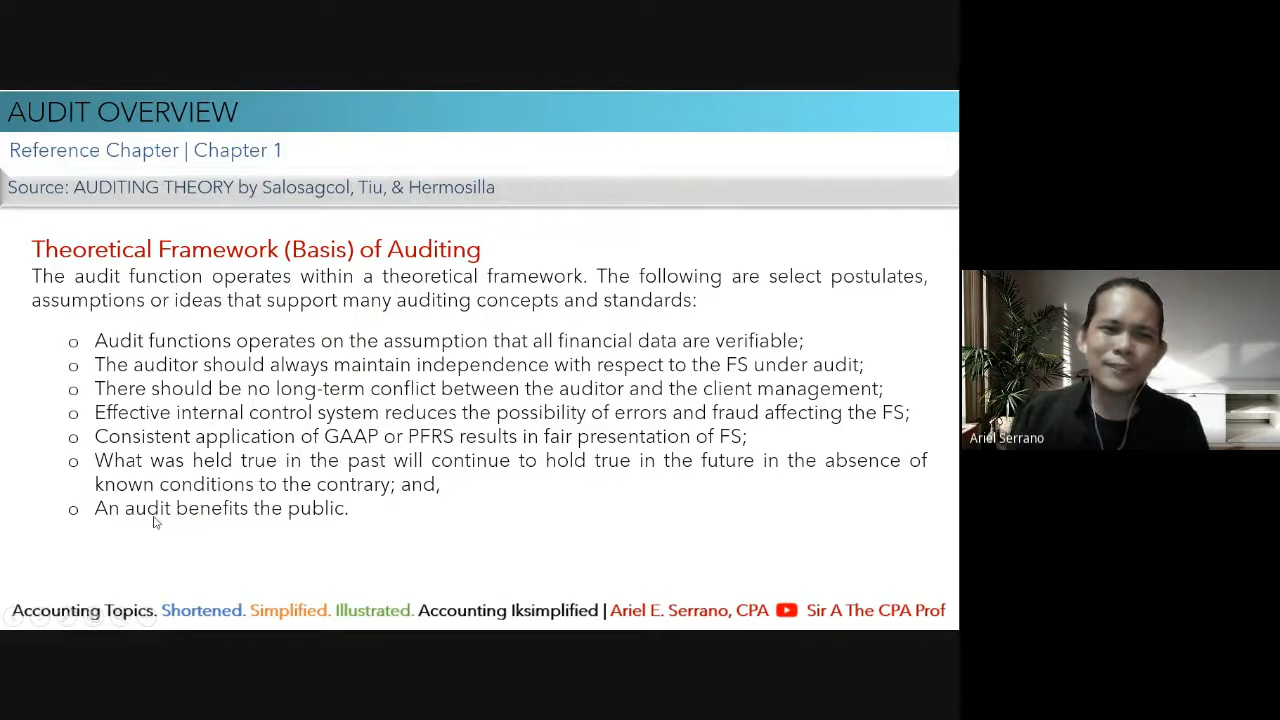 AUDIT OVERVIEW
Reference Chapter | Chapter 1
Source: AUDITING THEORY by Salosagcol, Tiu, & Hermosilla
Theoretical Framework (Basis) of Auditing
The audit function operates within a theoretical framework. The following are select postulates,
assumptions or ideas that support many auditing concepts and standards:
o Audit functions operates on the assumption that all financial data are verifiable;
o The auditor should always maintain independence with respect to the FS under audit;
o There should be no long-term conflict between the auditor and the client management;
o Effective internal control system reduces the possibility of errors and fraud affecting the FS;
o Consistent application of GAAP or PFRS results in fair presentation of FS;
o What was held true in the past will continue to hold true in the future in the absence of
known conditions to the contrary; and,
o An audit benefits the public.
Accounting Topics. Shortened. Simplified. Illustrated. Accounting Iksimplified | Ariel E. Serrano, CPA Sir A The CPA Prof
Ariel Serrano